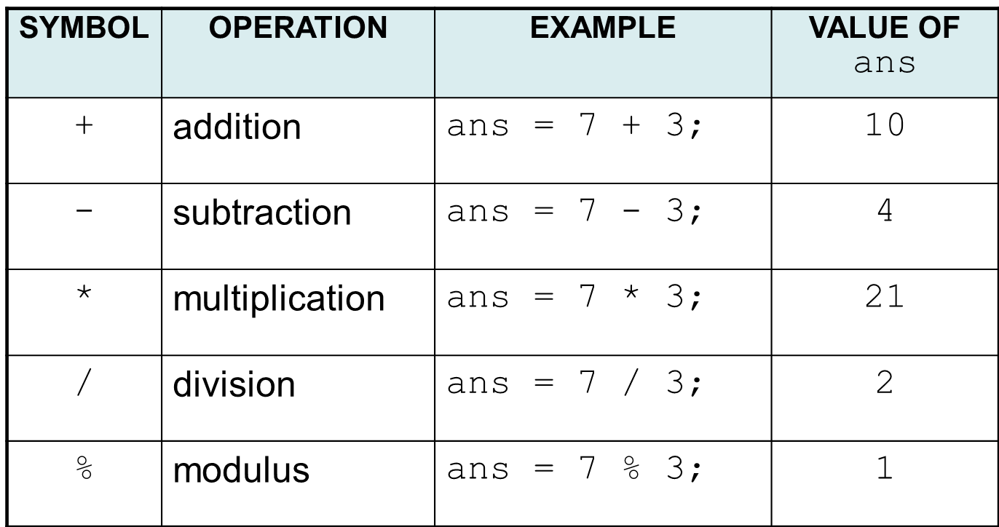 SYMBOL OPERATION EXAMPLE VALUE OF
ans
+ addition ans = 7 + 3; 10
- subtraction ans = 7 - 3; 4
* multiplication ans = 7 * 3; 21
/ division ans = 7 / 3; 2
% modulus ans = 7 % 3; 1